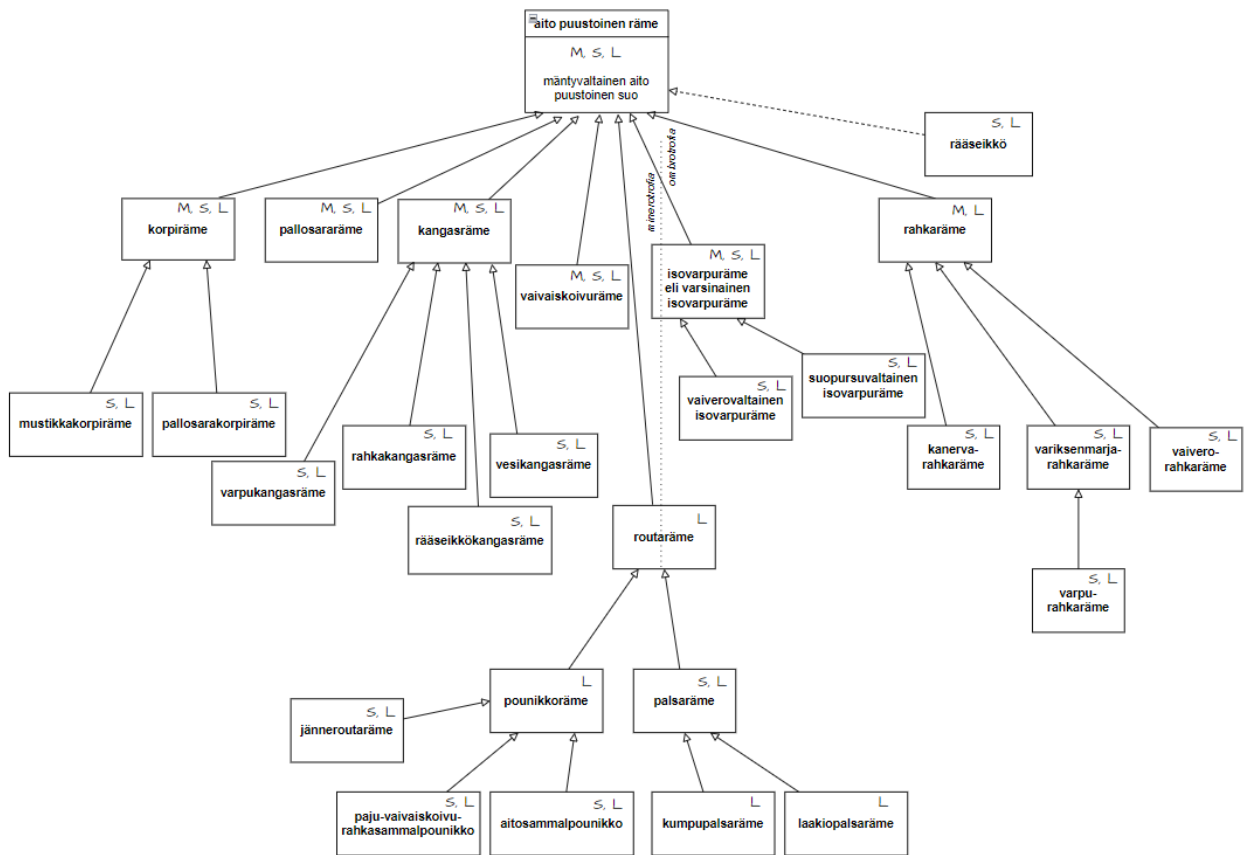 aito puustoinen räme
M, S, L
mäntyvaltainen aito
puustoinen suo
S, L
rääseikkö
minerotrofia
ombrotrofia
M, S, L
korpiräme
M, S, L
pallosararäme
M, S, L
kangasräme
M, L
rahkaräme
M, S, L
vaivaiskoivuräme
M, S, L
isovarpuräme
eli varsinainen
isovarpuräme
S, L
mustikkakorpiräme
S, L
pallosarakorpiräme
S, L
vaiverovaltainen
isovarpuräme
S, L
suopursuvaltainen
isovarpuräme
S, L
varpukangasräme
S, L
rahkakangasräme
S, L
vesikangasräme
S, L
kanerva-
rahkaräme
S, L
variksenmarja-
rahkaräme
S, L
vaivero-
rahkaräme
S, L
rääseikkökangasräme
L
routaräme
S, L
varpu-
rahkaräme
S, L
jänneroutaräme
L
pounikkoräme
S, L
palsaräme
S, L
paju-vaivaiskoivu-
rahkasammalpounikko
S, L
aitosammalpounikko
L
kumpupalsaräme
L
laakiopalsaräme